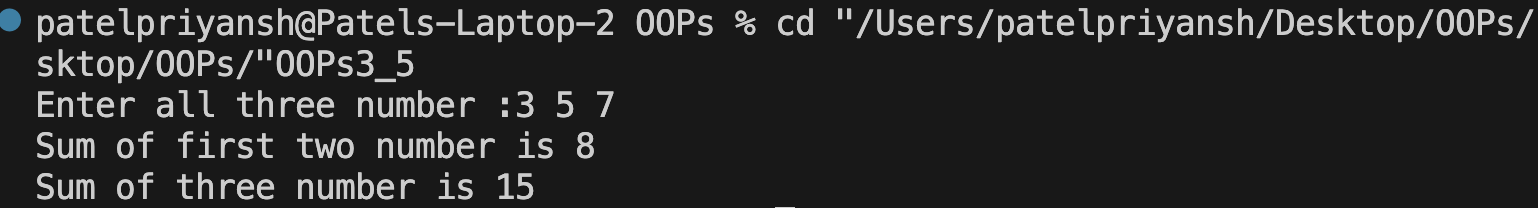 patelpriyansh@Patels-Laptop-2 OOPs % cd "/Users/patelpriyansh/Desktop/OOPs/
sktop/OOPs/"OOPs3_5
Enter all three number :3 5 7
Sum of first two number is 8
Sum of three number is 15